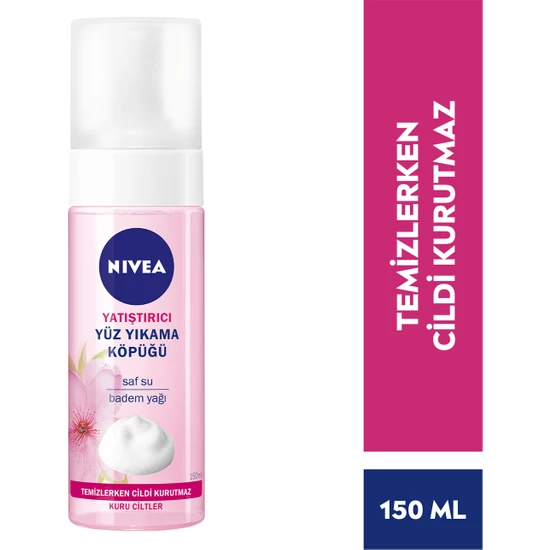 NIVEA
YATIŞTIRICI
YÜZ YIKAMA
KÖPÜĞÜ
saf su
badem yağı
150ml
TEMİZLERKEN CİLDİ KURUTMAZ
KURU CİLTLER
TEMİZLERKEN
CİLDİ KURUTMAZ
150 ML